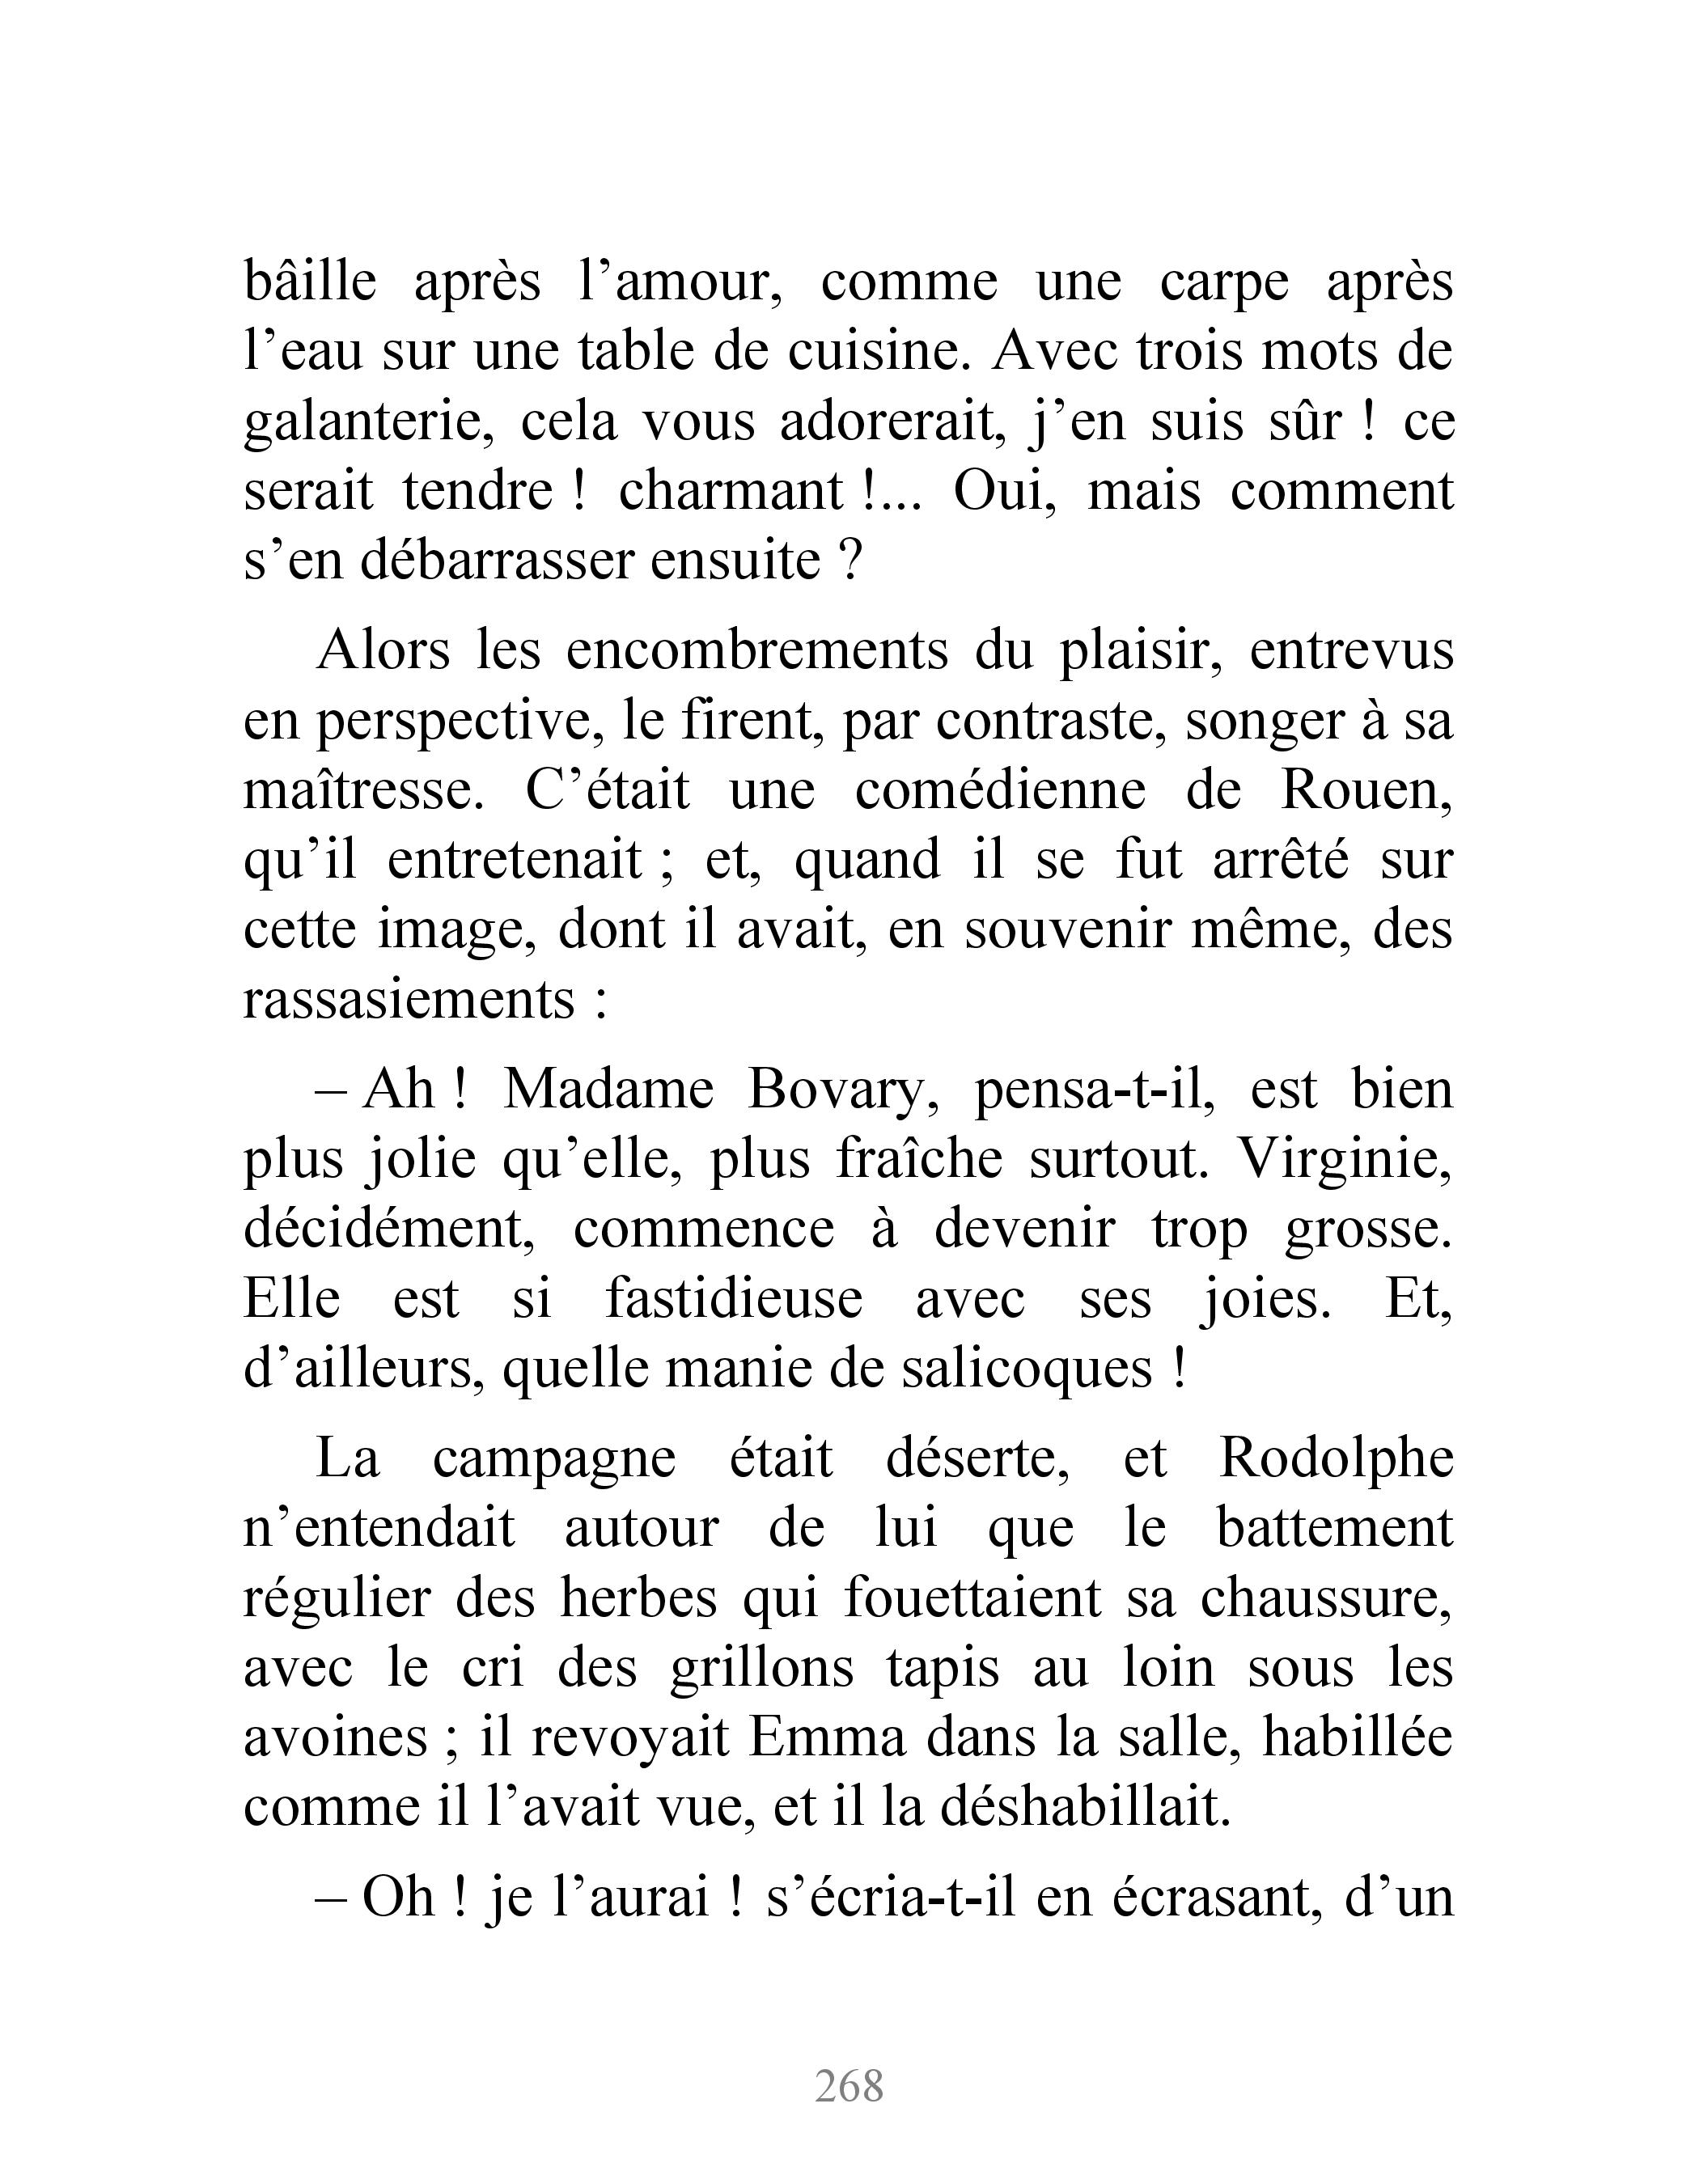 bâille après l’amour, comme une carpe après
l’eau sur une table de cuisine. Avec trois mots de
galanterie, cela vous adorerait, j’en suis sûr ! ce
serait tendre ! charmant !... Oui, mais comment
s’en débarrasser ensuite ?
Alors les encombrements du plaisir, entrevus
en perspective, le firent, par contraste, songer à sa
maîtresse. C’était une comédienne de Rouen,
qu’il entretenait ; et, quand il se fut arrêté sur
cette image, dont il avait, en souvenir même, des
rassasiements :
– Ah ! Madame Bovary, pensa-t-il, est bien
plus jolie qu’elle, plus fraîche surtout. Virginie,
décidément, commence à devenir trop grosse.
Elle est si fastidieuse avec ses joies. Et,
d’ailleurs, quelle manie de salicoques !
La campagne était déserte, et Rodolphe
n’entendait autour de lui que le battement
régulier des herbes qui fouettaient sa chaussure,
avec le cri des grillons tapis au loin sous les
avoines ; il revoyait Emma dans la salle, habillée
comme il l’avait vue, et il la déshabillait.
– Oh ! je l’aurai ! s’écria-t-il en écrasant, d’un
268